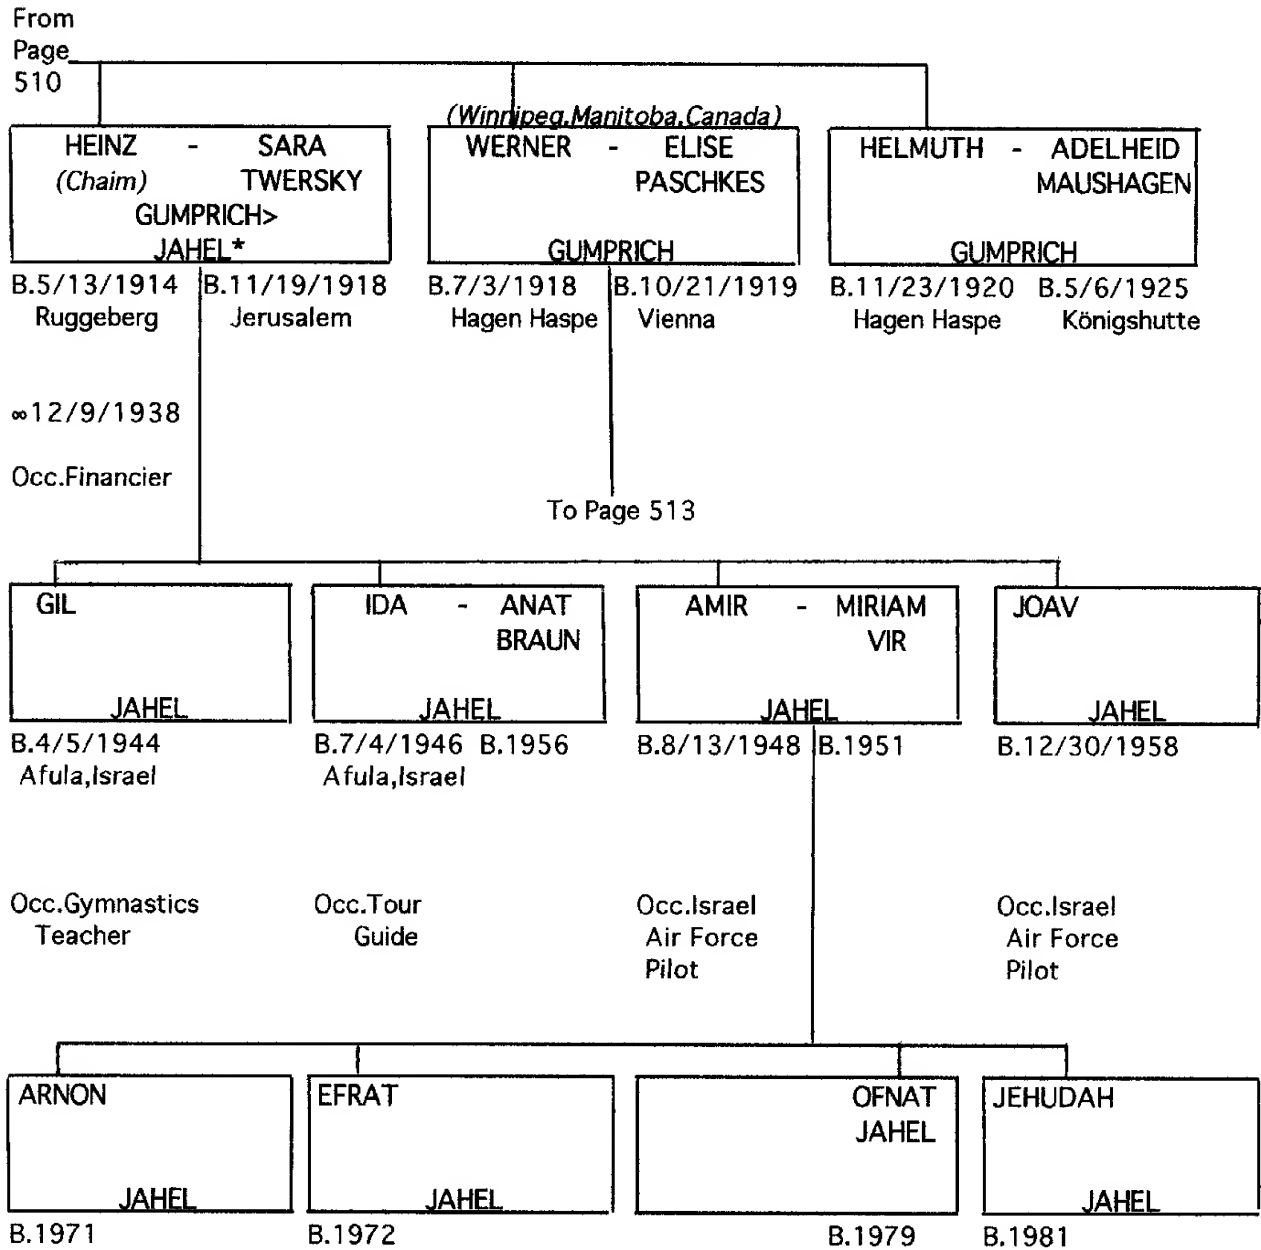 From
Page
510
(Winnipeg,Manitoba,Canada)
HEINZ - SARA
(Chaim) TWERSKY
GUMPRICH>
JAHEL*
WERNER - ELISE
PASCHKES
GUMPRICH
HELMUTH - ADELHEID
MAUSHAGEN
GUMPRICH
B.5/13/1914 B.11/19/1918
Ruggeberg Jerusalem
B.7/3/1918 B.10/21/1919
Hagen Haspe Vienna
B.11/23/1920 B.5/6/1925
Hagen Haspe Königshutte
∞12/9/1938
Occ.Financier
To Page 513
GIL
JAHEL
IDA - ANAT
BRAUN
JAHEL
AMIR - MIRIAM
VIR
JAHEL
JOAV
JAHEL
B.4/5/1944
Afula,Israel
B.7/4/1946 B.1956
Afula,Israel
B.8/13/1948 B.1951
B.12/30/1958
Occ.Gymnastics
Teacher
Occ.Tour
Guide
Occ.Israel
Air Force
Pilot
Occ.Israel
Air Force
Pilot
ARNON
JAHEL
EFRAT
JAHEL
OFNAT
JAHEL
JEHUDAH
JAHEL
B.1971
B.1972
B.1979
B.1981